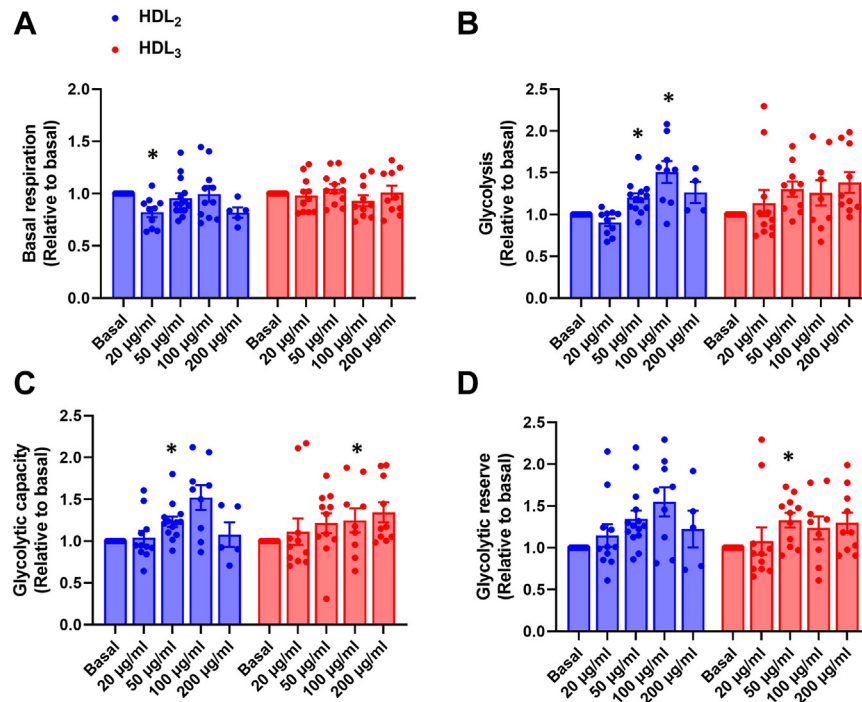 A
HDL2
HDL3
Basal respiration
(Relative to basal)
2.0
1.5
1.0
0.5
0.0
*
Basal
20 µg/ml
50 µg/ml
100 µg/ml
200 µg/ml
Basal
20 µg/ml
50 µg/ml
100 µg/ml
200 µg/ml
B
Glycolysis
(Relative to basal)
2.5
2.0
1.5
1.0
0.5
0.0
*
*
Basal
20 µg/ml
50 µg/ml
100 µg/ml
200 µg/ml
Basal
20 µg/ml
50 µg/ml
100 µg/ml
200 µg/ml
C
Glycolytic capacity
(Relative to basal)
2.5
2.0
1.5
1.0
0.5
0.0
*
*
Basal
20 µg/ml
50 µg/ml
100 µg/ml
200 µg/ml
Basal
20 µg/ml
50 µg/ml
100 µg/ml
200 µg/ml
D
Glycolytic reserve
(Relative to basal)
2.5
2.0
1.5
1.0
0.5
0.0
*
Basal
20 µg/ml
50 µg/ml
100 µg/ml
200 µg/ml
Basal
20 µg/ml
50 µg/ml
100 µg/ml
200 µg/ml